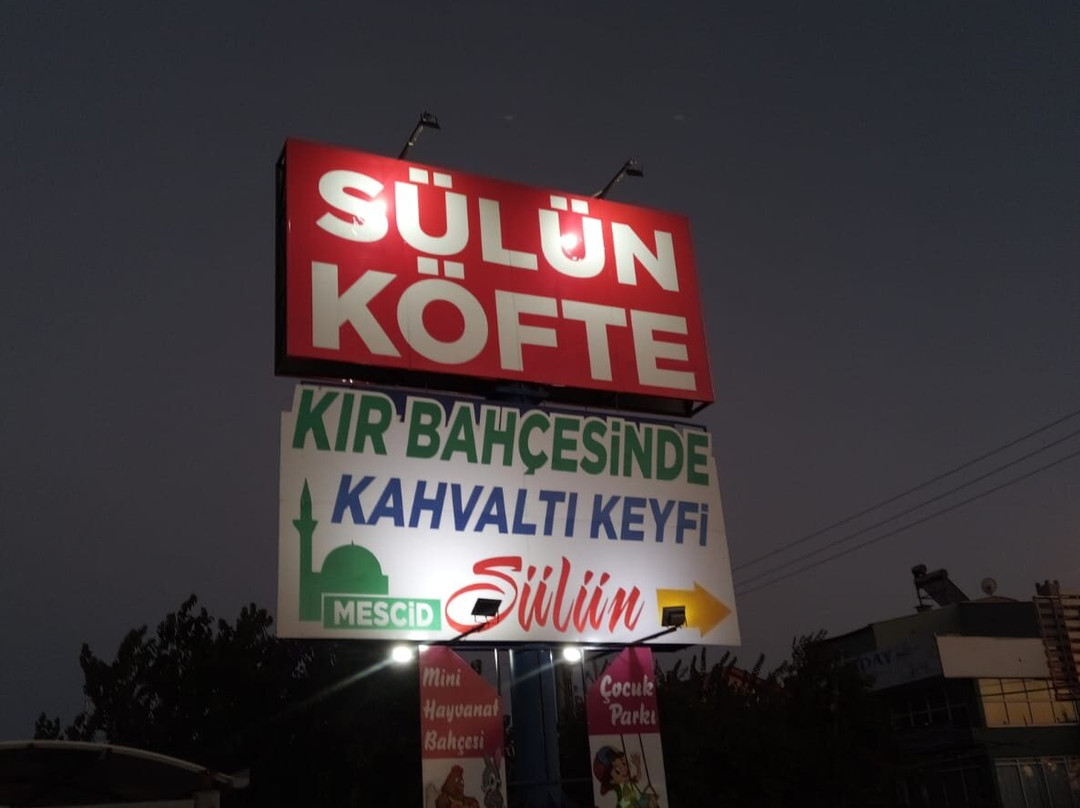 SÜLÜN
KÖFTE
KIR BAHÇESİNDE
KAHVALTI KEYFİ
MESCİD
Sülün
Mini
Hayvanat
Bahçesi
Çocuk
Parkı